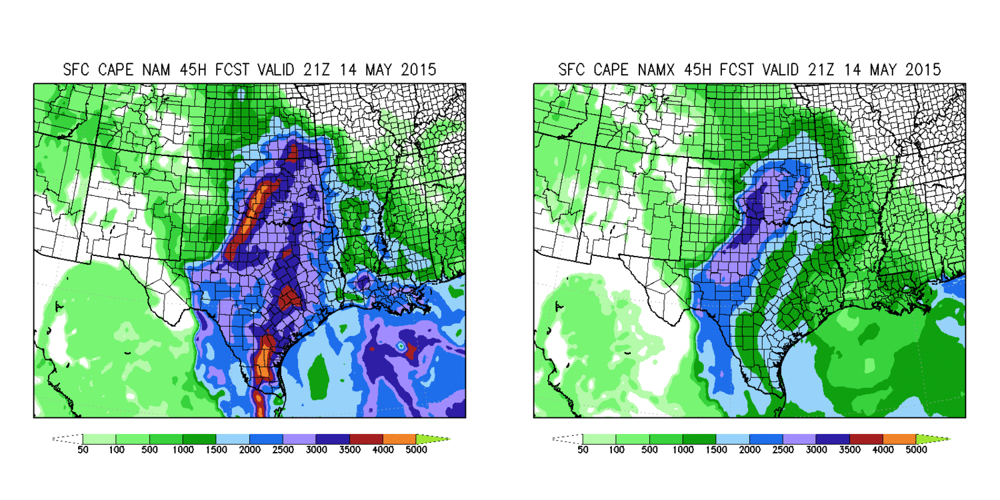 SFC CAPE NAM 45H FCST VALID 21Z 14 MAY 2015
SFC CAPE NAMX 45H FCST VALID 21Z 14 MAY 2015
50 100 500 1000 1500 2000 2500 3000 3500 4000 5000
50 100 500 1000 1500 2000 2500 3000 3500 4000 5000